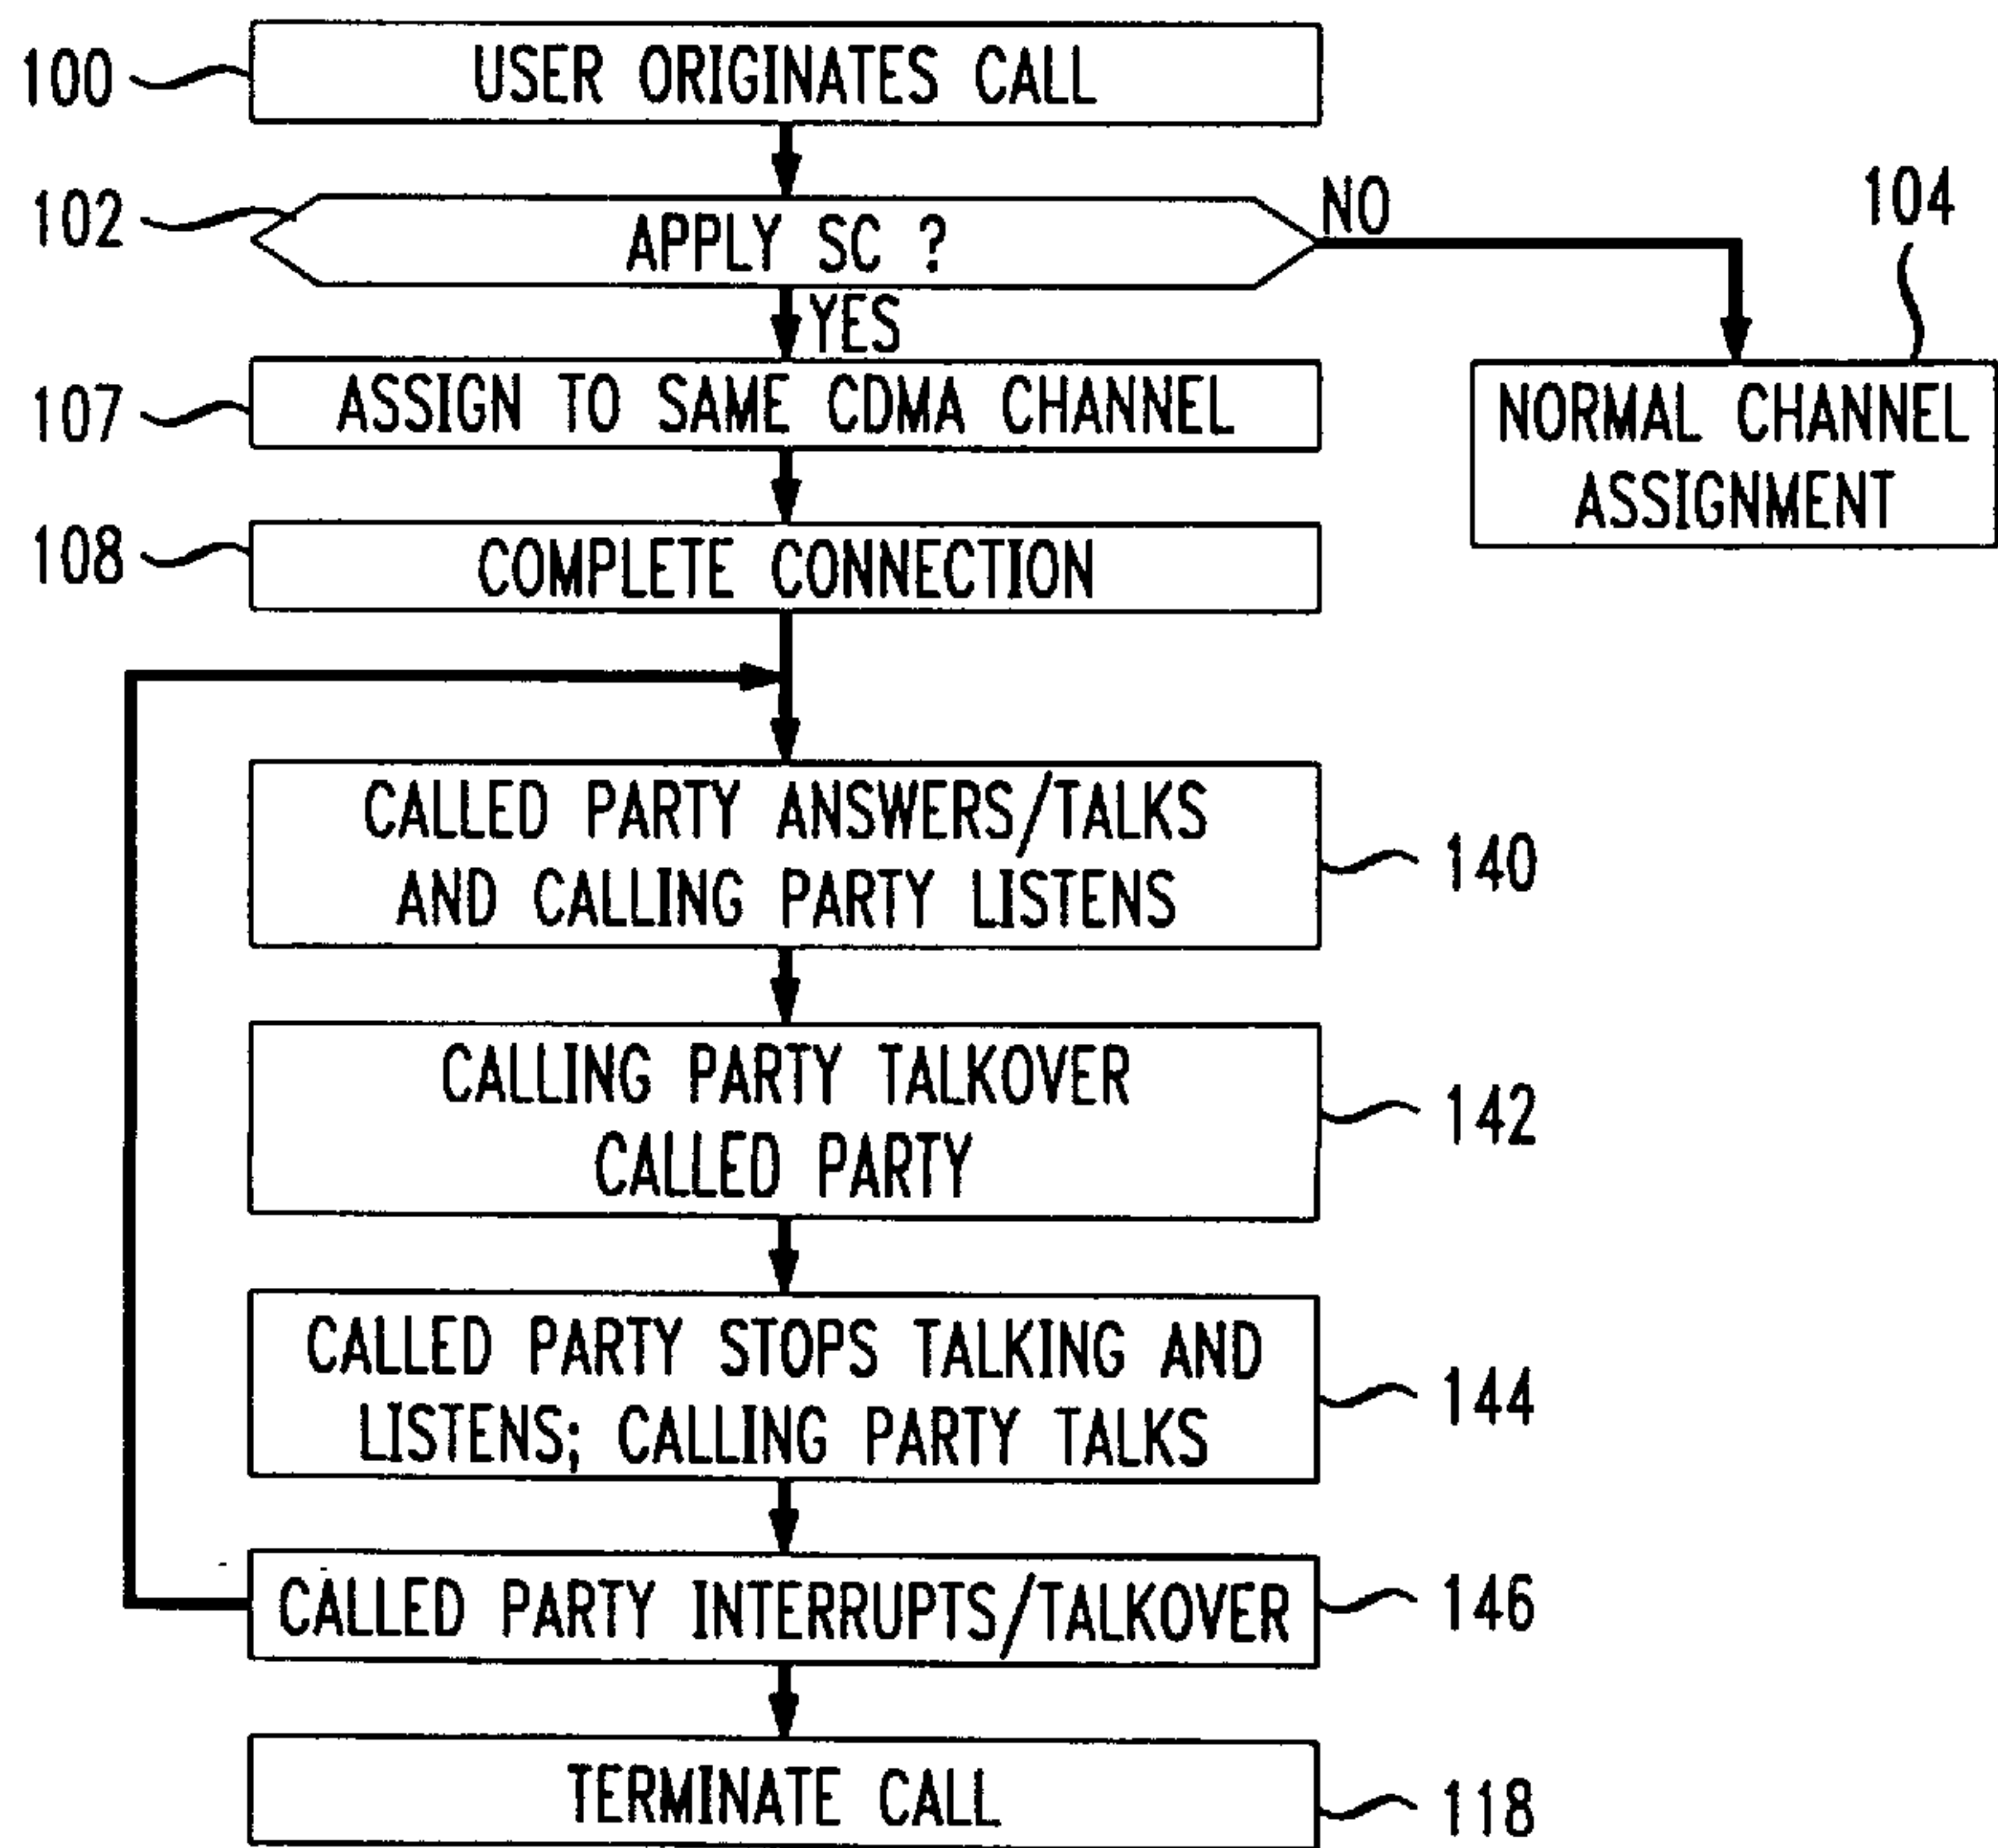 100
USER ORIGINATES CALL
102
APPLY SC ?
NO
104
YES
107
ASSIGN TO SAME CDMA CHANNEL
NORMAL CHANNEL
ASSIGNMENT
108
COMPLETE CONNECTION
CALLED PARTY ANSWERS/TALKS
AND CALLING PARTY LISTENS
140
CALLING PARTY TALKOVER
CALLED PARTY
142
CALLED PARTY STOPS TALKING AND
LISTENS; CALLING PARTY TALKS
144
CALLED PARTY INTERRUPTS/TALKOVER
146
TERMINATE CALL
118